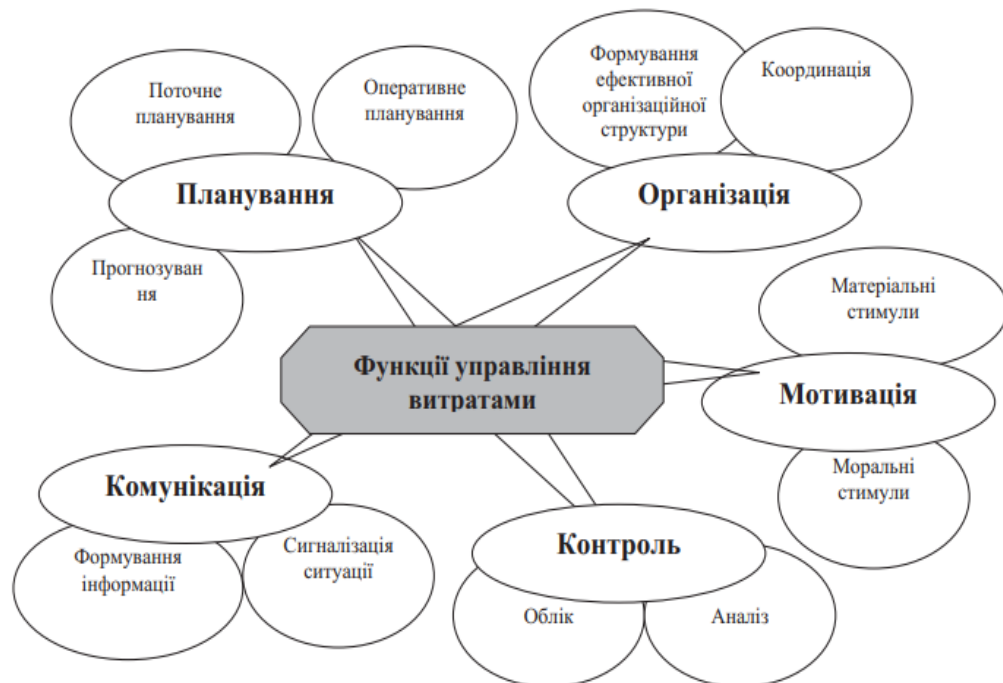 Поточне
планування
Оперативне
планування
Планування
Прогнозуван
ня
Формування
ефективної
організаційної
структури
Координація
Організація
Функції управління
витратами
Матеріальні
стимули
Мотивація
Моральні
стимули
Комунікація
Формування
інформації
Сигналізація
ситуації
Контроль
Облік
Аналіз